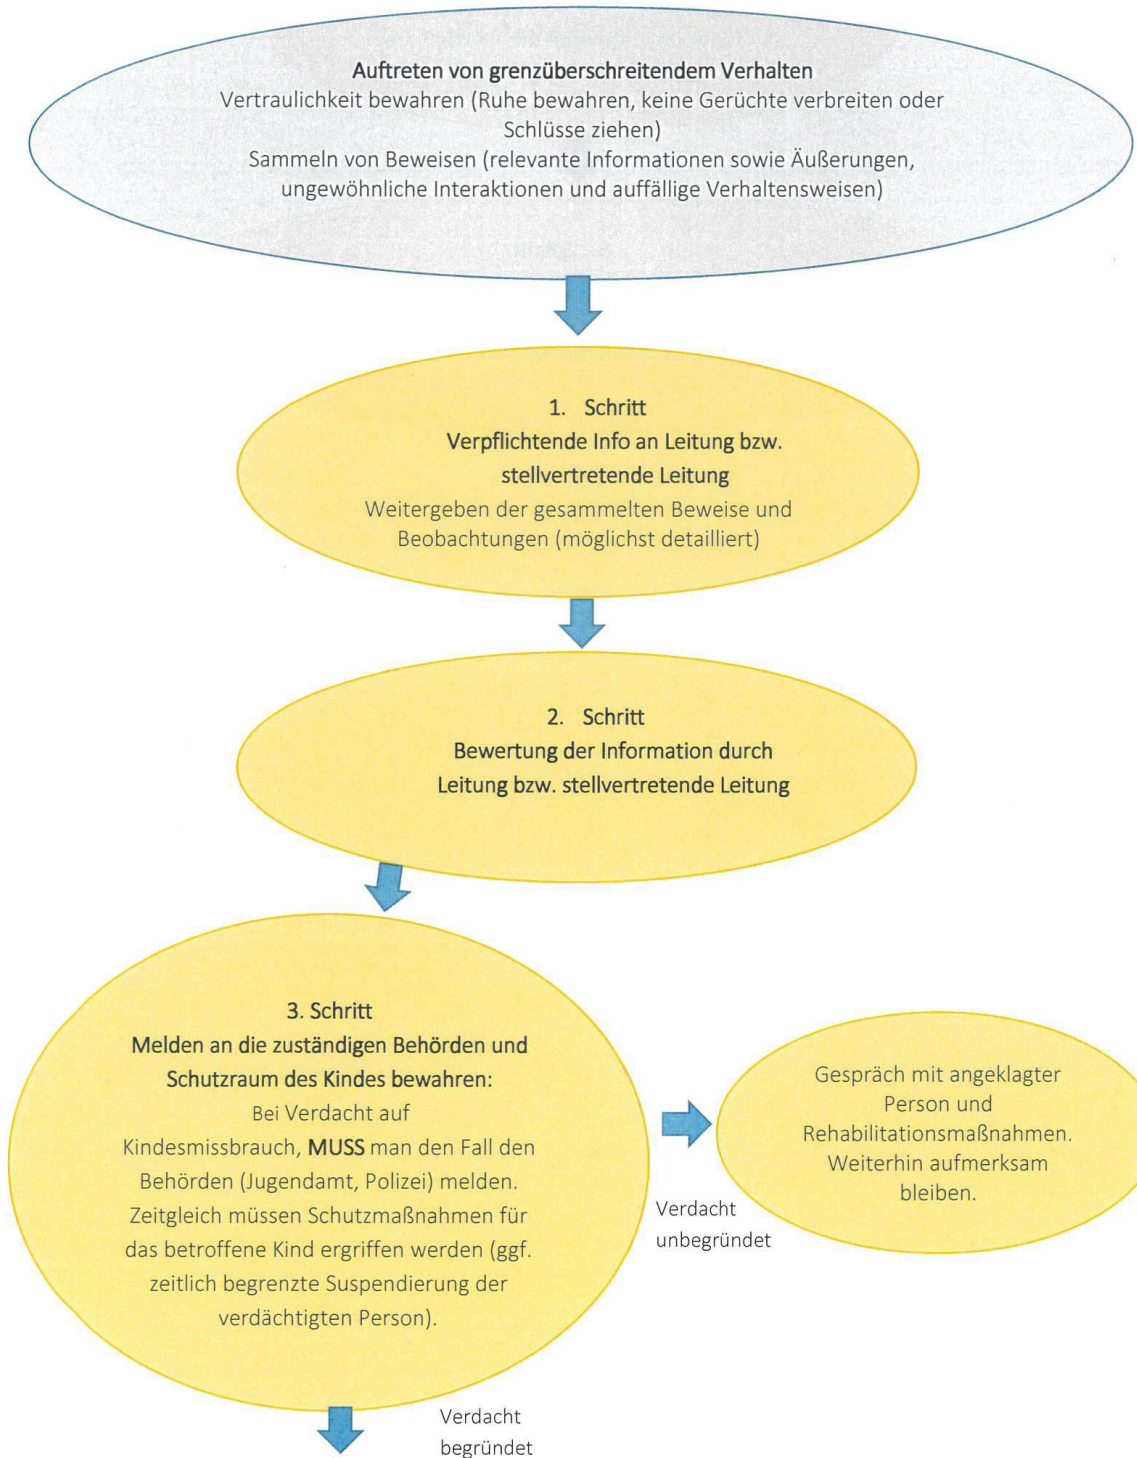 Auftreten von grenzüberschreitendem Verhalten
Vertraulichkeit bewahren (Ruhe bewahren, keine Gerüchte verbreiten oder
Schlüsse ziehen)
Sammeln von Beweisen (relevante Informationen sowie Äußerungen,
ungewöhnliche Interaktionen und auffällige Verhaltensweisen)
1. Schritt
Verpflichtende Info an Leitung bzw.
stellvertretende Leitung
Weitergeben der gesammelten Beweise und
Beobachtungen (möglichst detailliert)
2. Schritt
Bewertung der Information durch
Leitung bzw. stellvertretende Leitung
3. Schritt
Melden an die zuständigen Behörden und
Schutzraum des Kindes bewahren:
Bei Verdacht auf
Kindesmissbrauch, MUSS man den Fall den
Behörden (Jugendamt, Polizei) melden.
Zeitgleich müssen Schutzmaßnahmen für
das betroffene Kind ergriffen werden (ggf.
zeitlich begrenzte Suspendierung der
verdächtigten Person).
Verdacht
unbegründet
Gespräch mit angeklagter
Person und
Rehabilitationsmaßnahmen.
Weiterhin aufmerksam
bleiben.
Verdacht
begründet